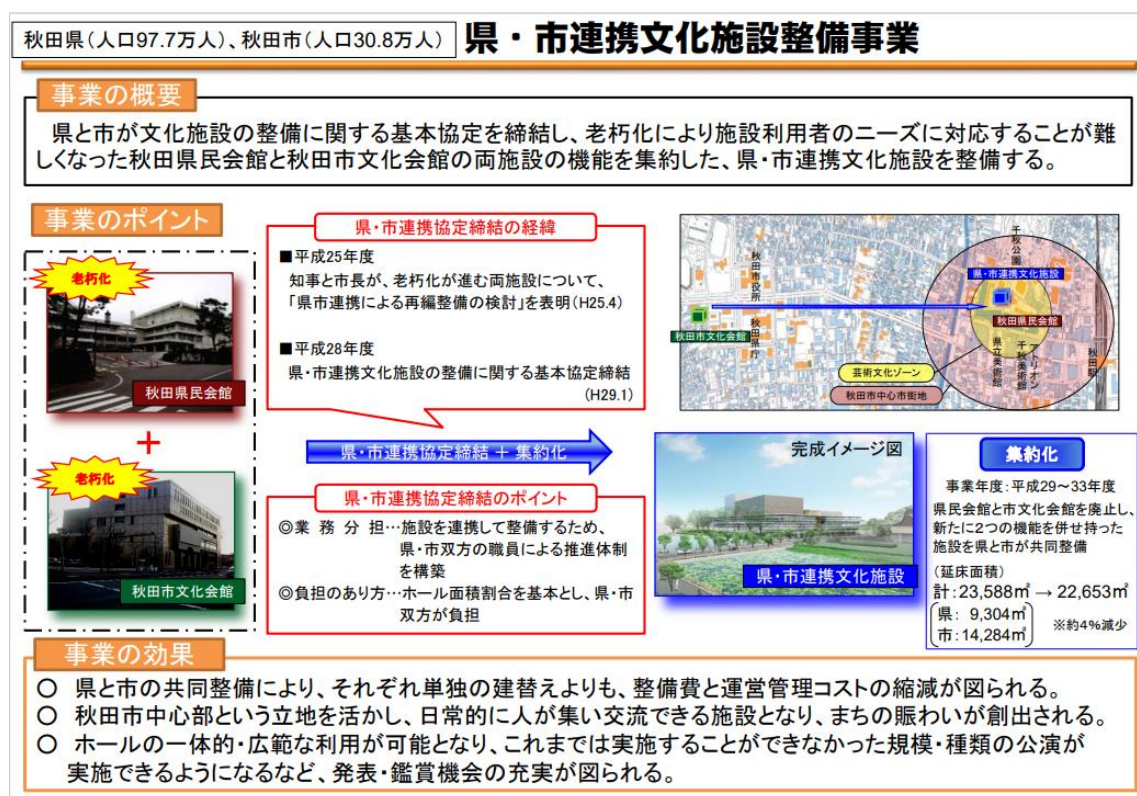 秋田県(人口97.7万人)、秋田市(人口30.8万人)
県・市連携文化施設整備事業
事業の概要
県と市が文化施設の整備に関する基本協定を締結し、老朽化により施設利用者のニーズに対応することが難
しくなった秋田県民会館と秋田市文化会館の両施設の機能を集約した、県・市連携文化施設を整備する。
事業のポイント
老朽化
秋田県民会館
+
老朽化
秋田市文化会館
県・市連携協定締結の経緯
■平成25年度
知事と市長が、老朽化が進む両施設について、
「県市連携による再編整備の検討」を表明(H25.4)
■平成28年度
県・市連携文化施設の整備に関する基本協定締結
(H29.1)
県・市連携協定締結 + 集約化
県・市連携協定締結のポイント
◎業務分担…施設を連携して整備するため、
県・市双方の職員による推進体制
を構築
◎負担のあり方…ホール面積割合を基本とし、県・市
双方が負担
千秋公園
県・市連携文化施設
秋田市役所
秋田県庁
秋田市文化会館
秋田県民会館
県立美術館
千秋美術館
アトリオン
秋田駅
芸術文化ゾーン
秋田市中心市街地
完成イメージ図
県・市連携文化施設
集約化
事業年度:平成29~33年度
県民会館と市文化会館を廃止し、
新たに2つの機能を併せ持った
施設を県と市が共同整備
(延床面積)
計:23,588㎡ → 22,653㎡
県: 9,304㎡
市:14,284㎡
※約4%減少
事業の効果
○ 県と市の共同整備により、それぞれ単独の建替えよりも、整備費と運営管理コストの縮減が図られる。
○ 秋田市中心部という立地を活かし、日常的に人が集い交流できる施設となり、まちの賑わいが創出される。
○ ホールの一体的・広範な利用が可能となり、これまでは実施することができなかった規模・種類の公演が
実施できるようになるなど、発表・鑑賞機会の充実が図られる。